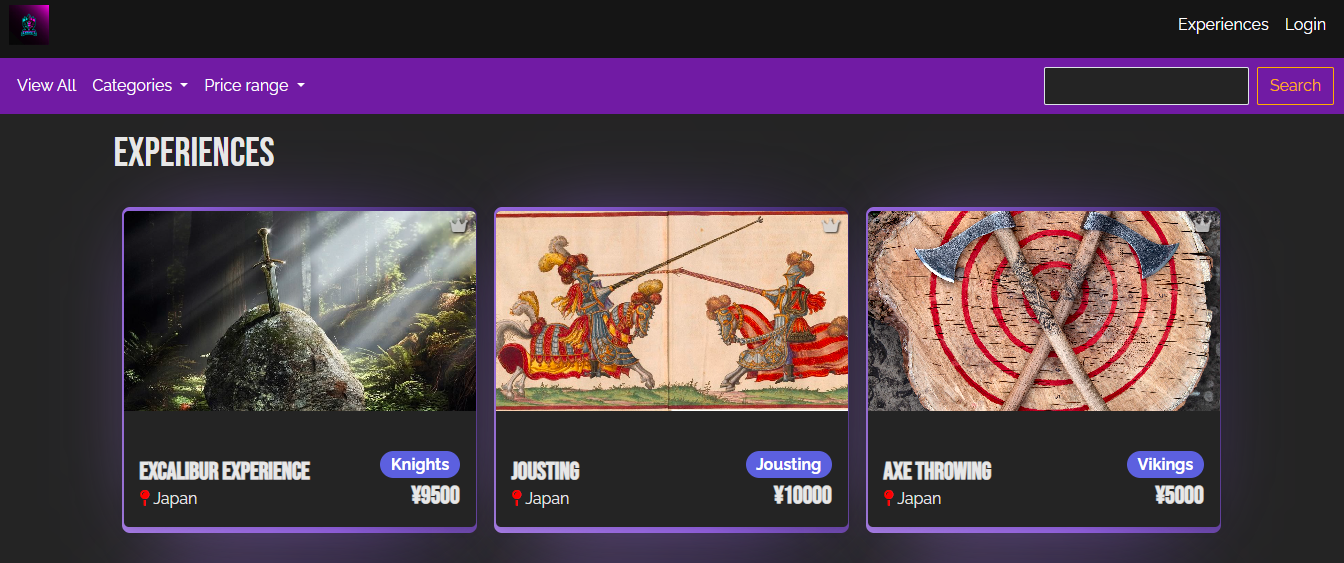 Experiences Login
View All Categories Price range Search
EXPERIENCES
EXCALIBUR EXPERIENCE
Knights
Japan
¥9500
JOUSTING
Jousting
Japan
¥10000
AXE THROWING
Vikings
Japan
¥5000